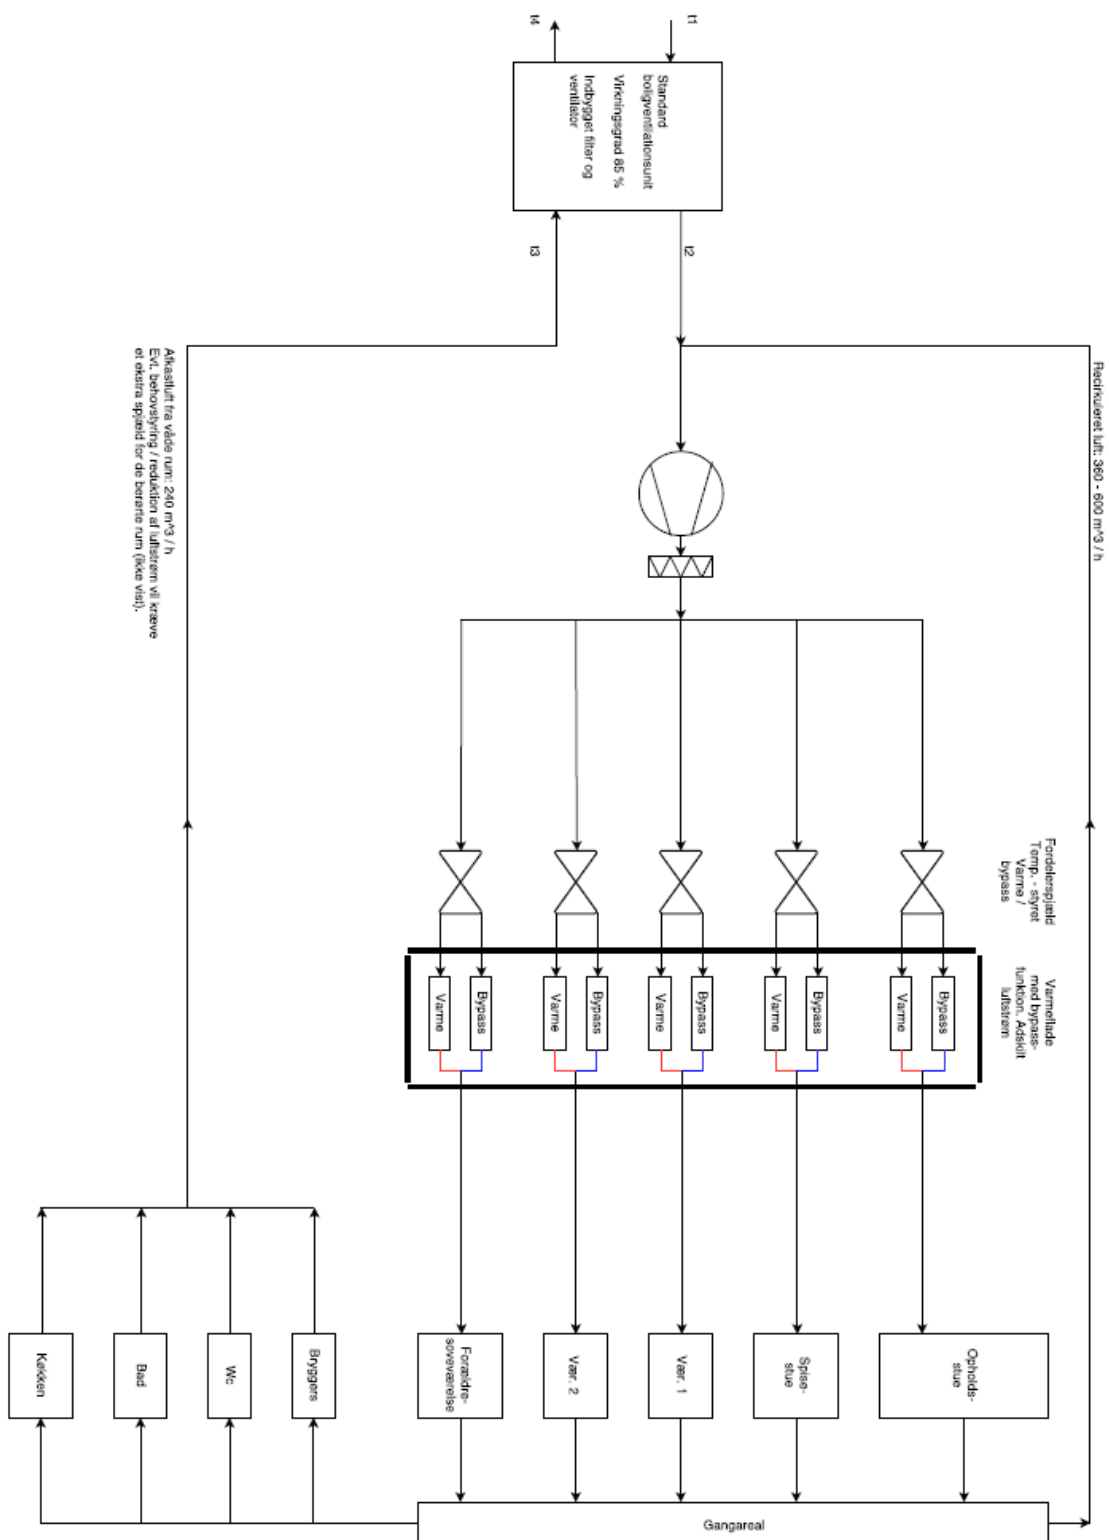 t1
t4
Standard
boligventilationsunit
Virkningsgrad 85 %
Indbygget filter og
ventilator
t2
t3
Recirkuleret luft: 360 - 600 m^3 / h
Afkastluft fra våde rum: 240 m^3 / h
Evt. behovstyring / reduktion af luftstrøm vil kræve
et ekstra spjæld for de berørte rum (ikke vist).
Fordelerspjæld
Temp. - styret
Varme /
bypass
Varmeflade
med bypass-
funktion. Adskilt
luftstrøm
Bypass
Varme
Bypass
Varme
Bypass
Varme
Bypass
Varme
Bypass
Varme
Opholds-
stue
Spise-
stue
Vær. 1
Vær. 2
Forældre-
soveværelse
Bryggers
Wc
Bad
Køkken
Gangareal